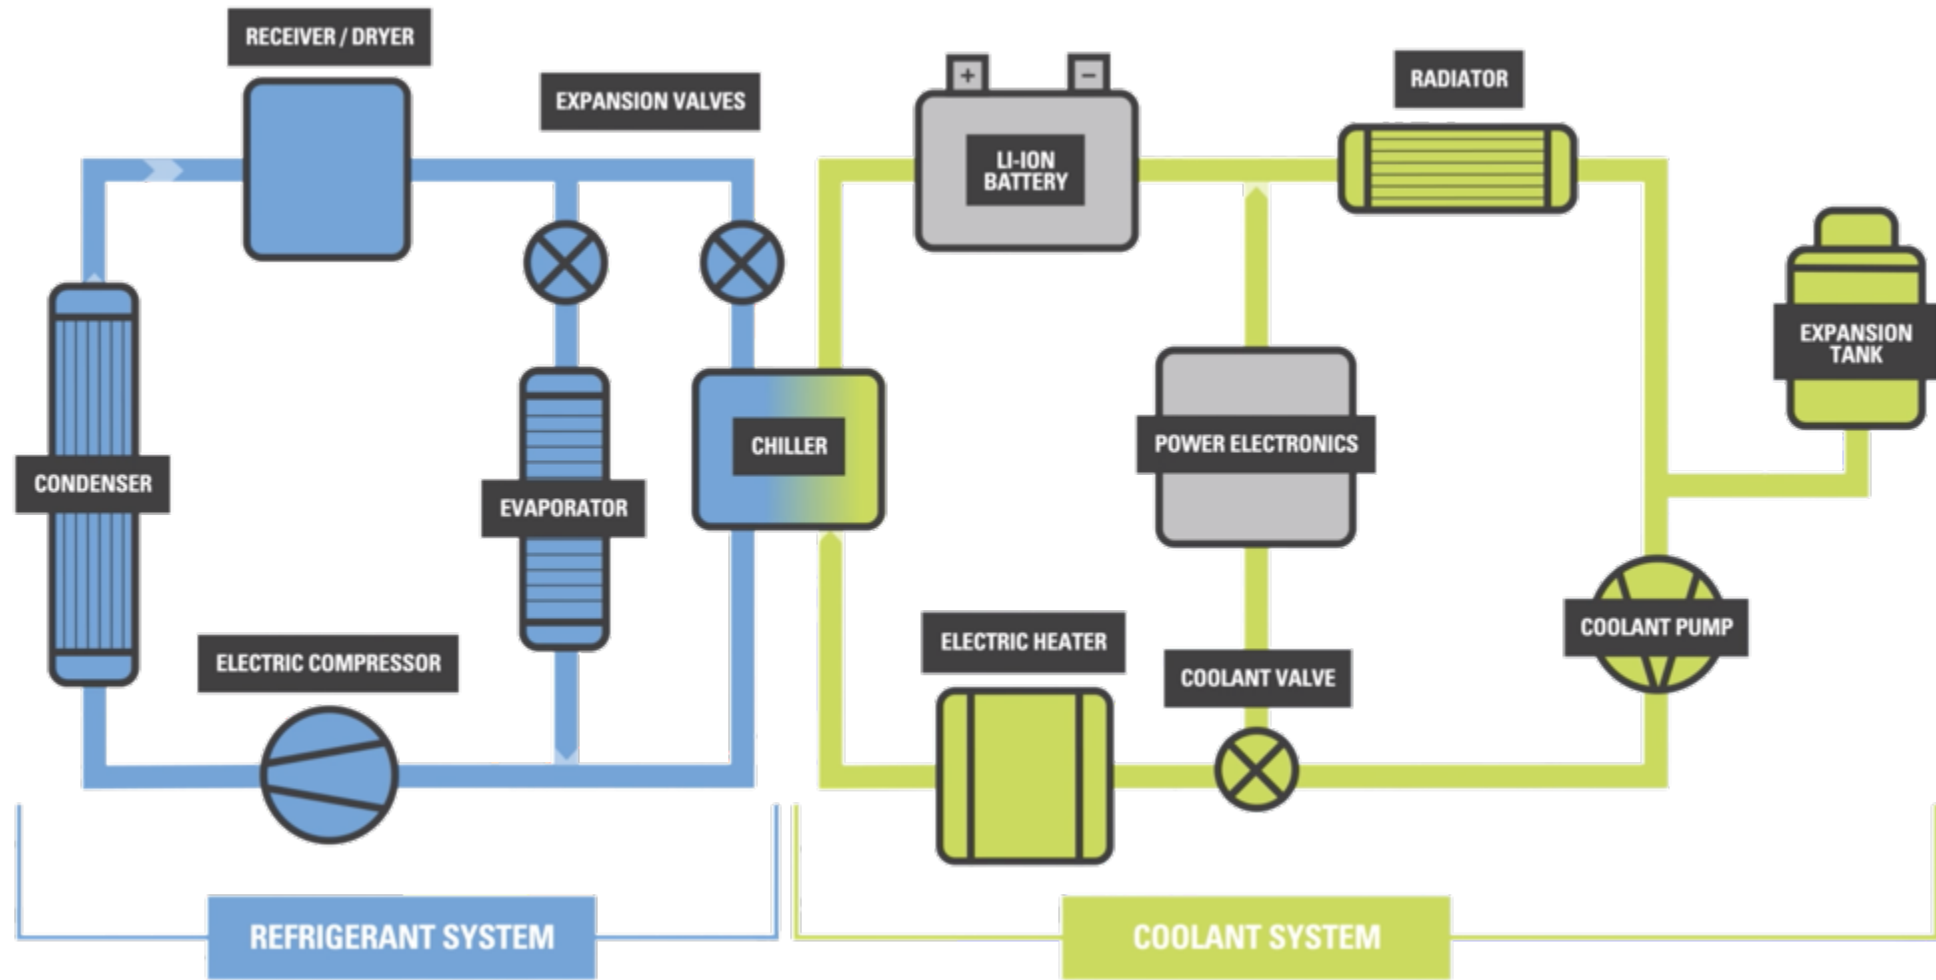 RECEIVER / DRYER
EXPANSION VALVES
+
−
LI-ION
BATTERY
RADIATOR
EXPANSION
TANK
CONDENSER
EVAPORATOR
CHILLER
POWER ELECTRONICS
ELECTRIC COMPRESSOR
ELECTRIC HEATER
COOLANT VALVE
COOLANT PUMP
REFRIGERANT SYSTEM
COOLANT SYSTEM